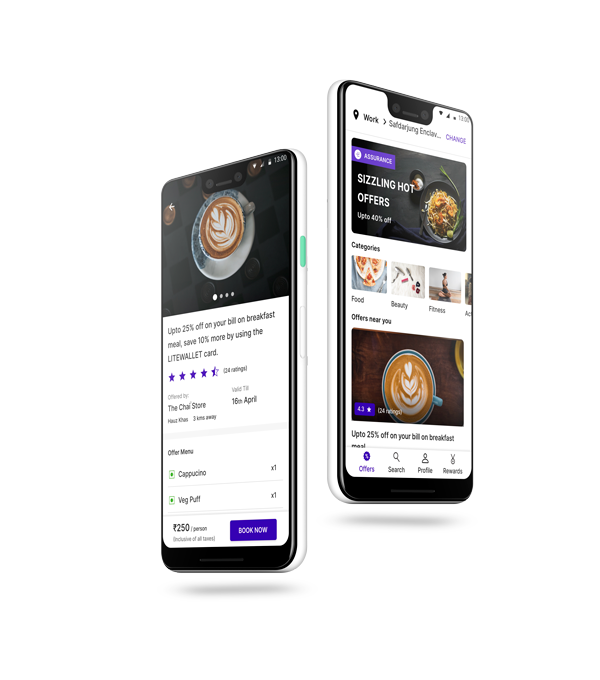 13:00
Upto 25% off on your bill on breakfast
meal, save 10% more by using the
LITEWALLET card.
(24 ratings)
Offered by:
The Chai Store
Hauz Khas 3 kms away
Valid Till
16th April
Offer Menu
Cappucino x1
Veg Puff x1
₹250 / person
(Inclusive of all taxes)
BOOK NOW
13:00
Work > Safdarjung Enclav... CHANGE
ASSURANCE
SIZZLING HOT
OFFERS
Upto 40% off
Categories
Food
Beauty
Fitness
Act
Offers near you
4.3 ★ (24 ratings)
Upto 25% off on your bill on breakfast
meal
Offers Search Profile Rewards